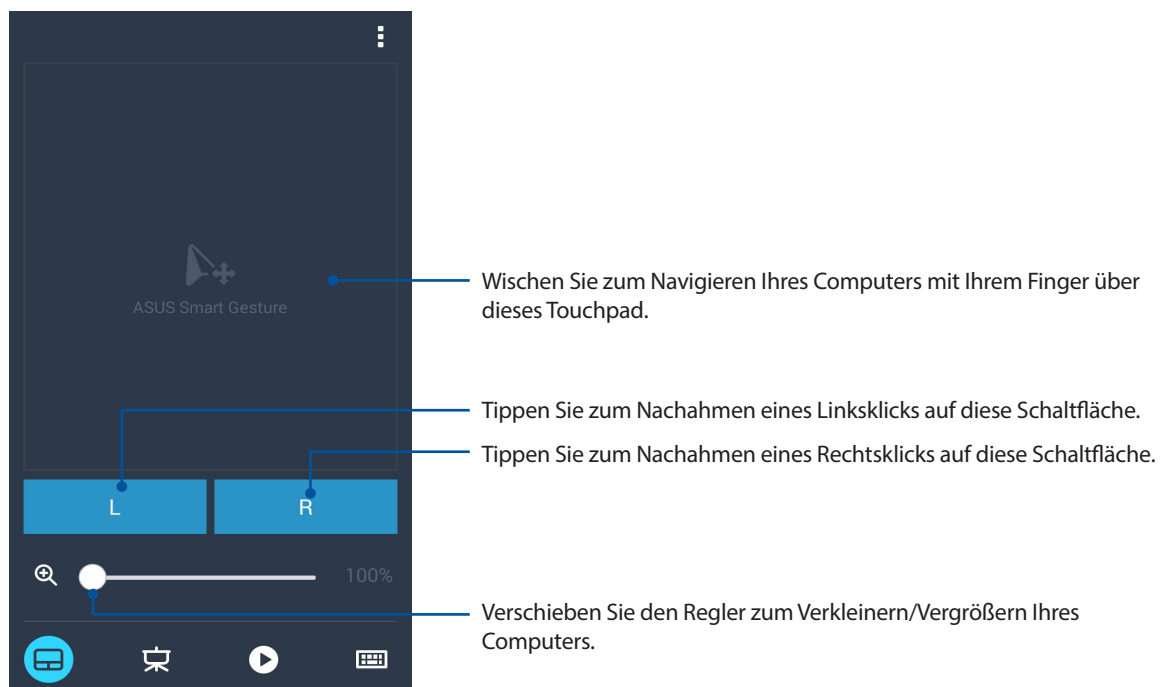 ASUS Smart Gesture
Wischen Sie zum Navigieren Ihres Computers mit Ihrem Finger über
dieses Touchpad.
Tippen Sie zum Nachahmen eines Linksklicks auf diese Schaltfläche.
Tippen Sie zum Nachahmen eines Rechtsklicks auf diese Schaltfläche.
L R
100%
Verschieben Sie den Regler zum Verkleinern/Vergrößern Ihres
Computers.